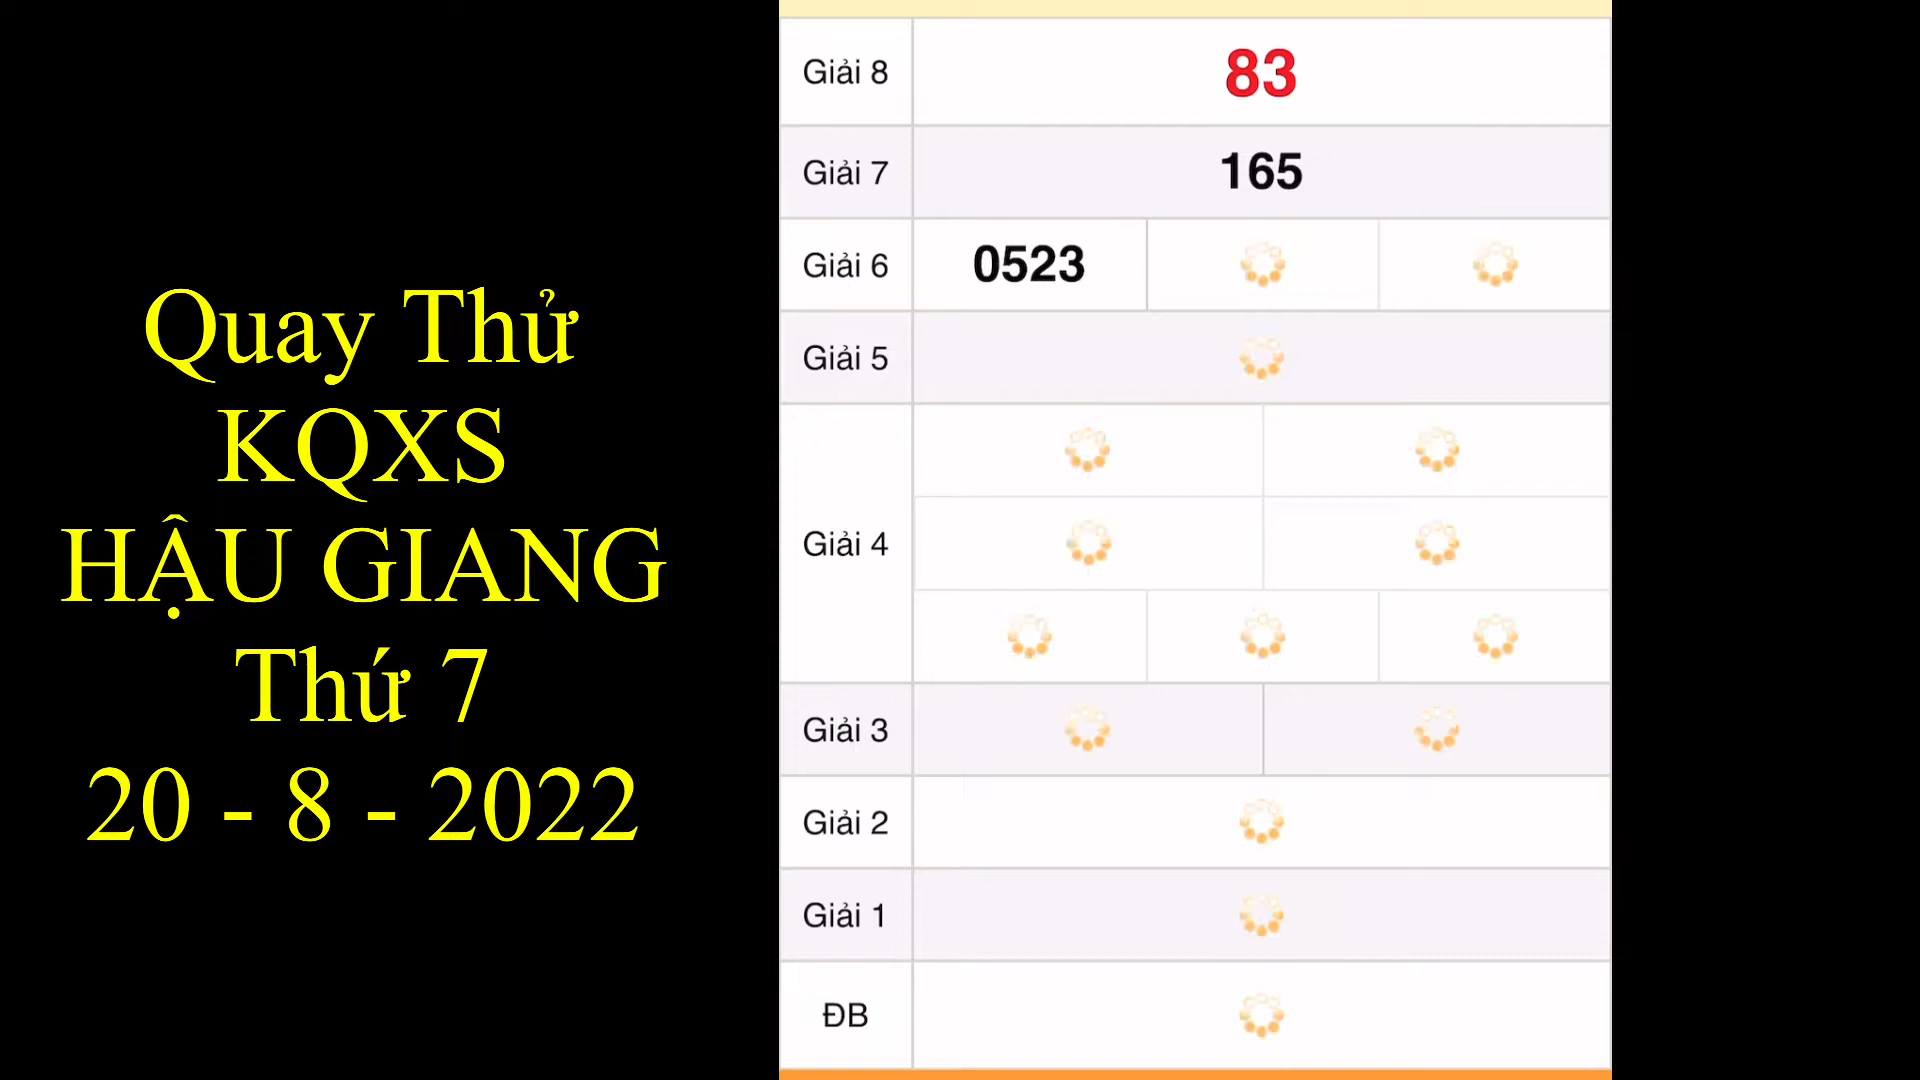 Quay Thử
KQXS
HẬU GIANG
Thứ 7
20 - 8 - 2022
Giải 8 83
Giải 7 165
Giải 6 0523
Giải 5
Giải 4
Giải 3
Giải 2
Giải 1
ĐB